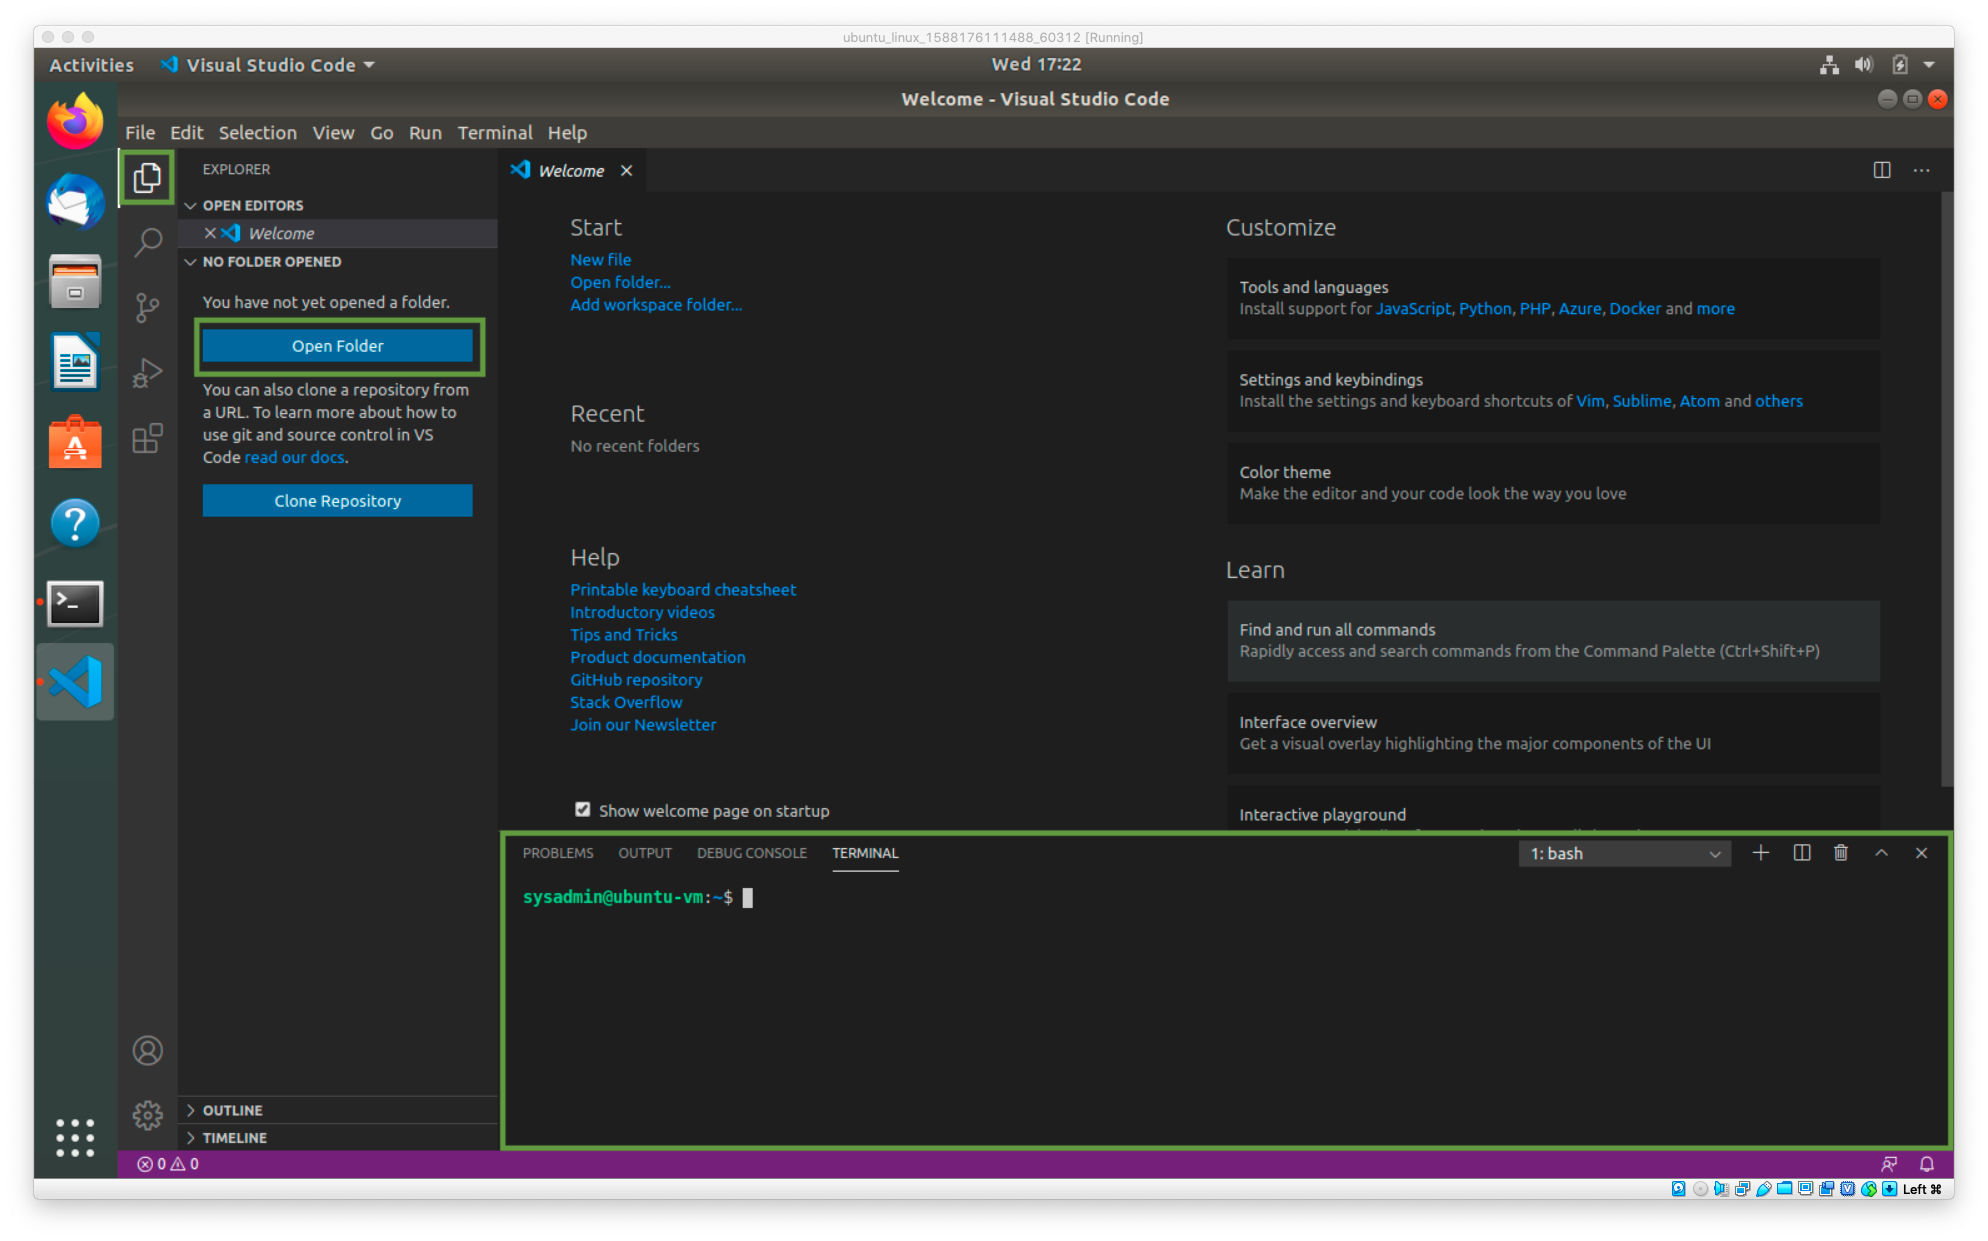 ubuntu_linux_1588176111488_60312 [Running]
Activities
Visual Studio Code
Wed 17:22
Welcome - Visual Studio Code
File Edit Selection View Go Run Terminal Help
EXPLORER
OPEN EDITORS
Welcome
NO FOLDER OPENED
You have not yet opened a folder.
Open Folder
You can also clone a repository from
a URL. To learn more about how to
use git and source control in VS
Code read our docs.
Clone Repository
OUTLINE
TIMELINE
Welcome
Start
New file
Open folder...
Add workspace folder...
Recent
No recent folders
Help
Printable keyboard cheatsheet
Introductory videos
Tips and Tricks
Product documentation
GitHub repository
Stack Overflow
Join our Newsletter
Show welcome page on startup
Customize
Tools and languages
Install support for JavaScript, Python, PHP, Azure, Docker and more
Settings and keybindings
Install the settings and keyboard shortcuts of Vim, Sublime, Atom and others
Color theme
Make the editor and your code look the way you love
Learn
Find and run all commands
Rapidly access and search commands from the Command Palette (Ctrl+Shift+P)
Interface overview
Get a visual overlay highlighting the major components of the UI
Interactive playground
PROBLEMS OUTPUT DEBUG CONSOLE TERMINAL
1: bash
sysadmin@ubuntu-vm:~$
0 0
Left ⌘